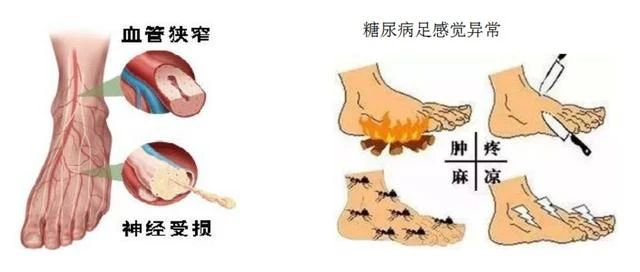 血管狭窄
神经受损
糖尿病足感觉异常
肿 疼
麻 凉